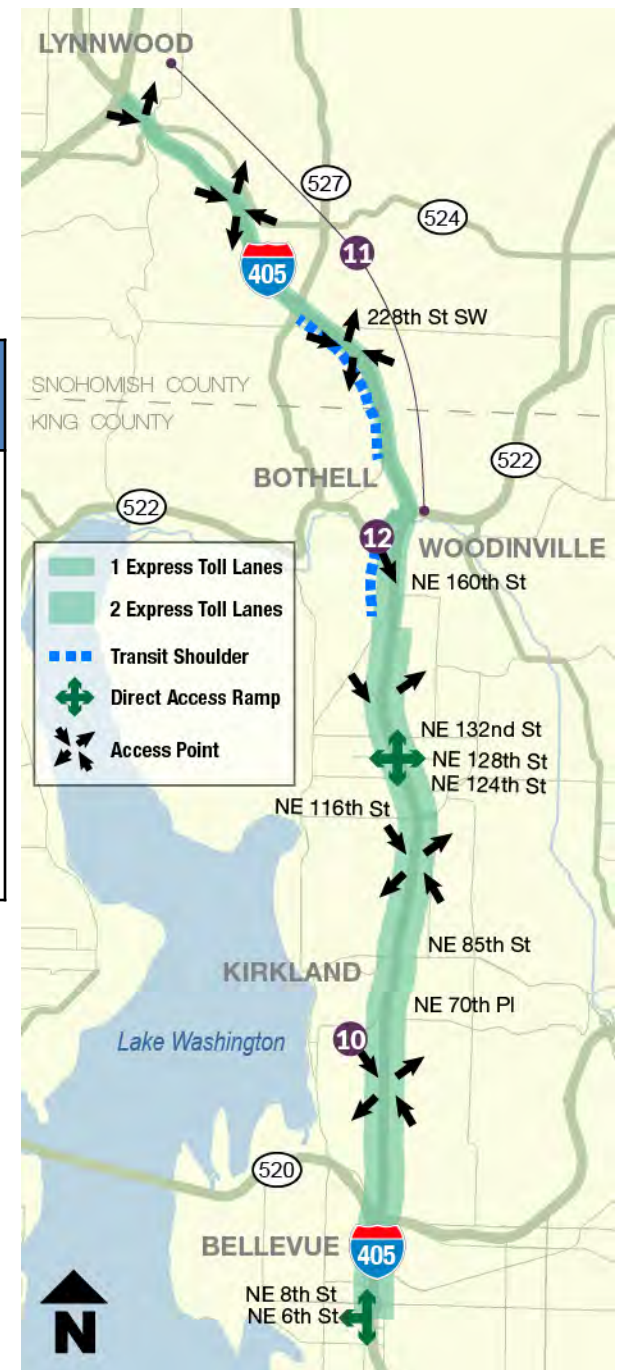 LYNNWOOD
527
524
11
405
228th St SW
SNOHOMISH COUNTY
KING COUNTY
BOTHELL
522
522
12
WOODINVILLE
NE 160th St
1 Express Toll Lanes
2 Express Toll Lanes
Transit Shoulder
Direct Access Ramp
Access Point
NE 132nd St
NE 128th St
NE 124th St
NE 116th St
NE 85th St
KIRKLAND
NE 70th Pl
10
Lake Washington
520
BELLEVUE
405
NE 8th St
NE 6th St
N